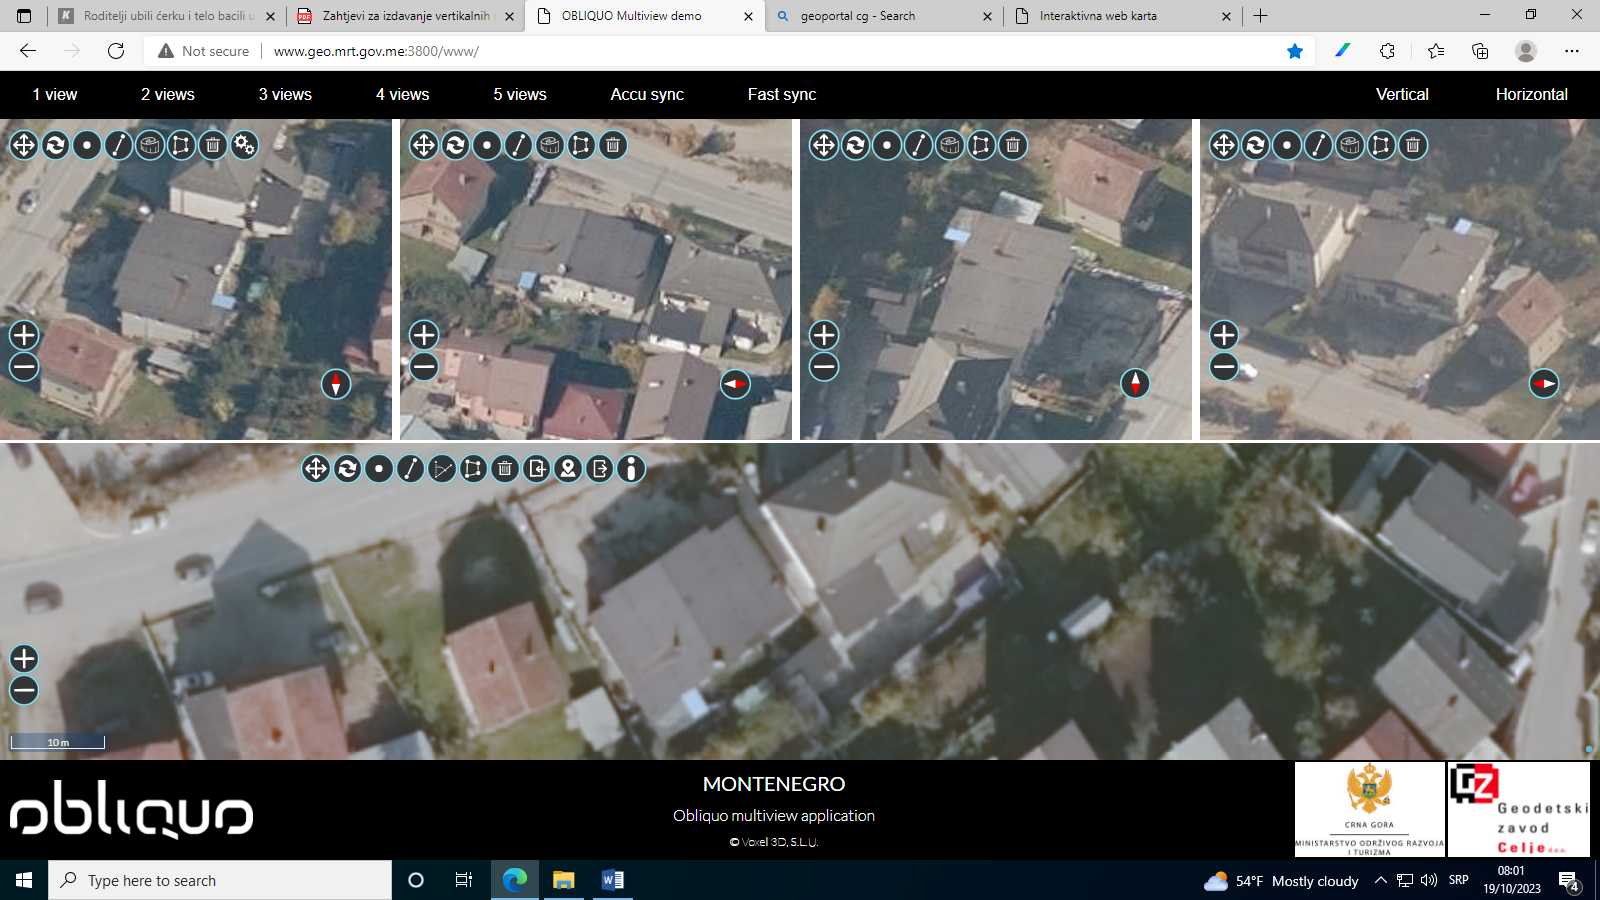 Roditelji ubili ćerku i telo bacili u
Zahtjevi za izdavanje vertikalnih
OBLIQUO Multiview demo
geoportal cg - Search
Interaktivna web karta
Not secure
www.geo.mrt.gov.me:3800/www/
1 view
2 views
3 views
4 views
5 views
Accu sync
Fast sync
Vertical
Horizontal
10 m
obliquo
MONTENEGRO
Obliquo multiview application
© Voxel 3D, S.L.U.
CRNA GORA
MINISTARSTVO ODRŽIVOG RAZVOJA
I TURIZMA
GZ
Geodetski
zavod
Celje d.o.o.
Type here to search
54°F Mostly cloudy
SRP
08:01
19/10/2023
4